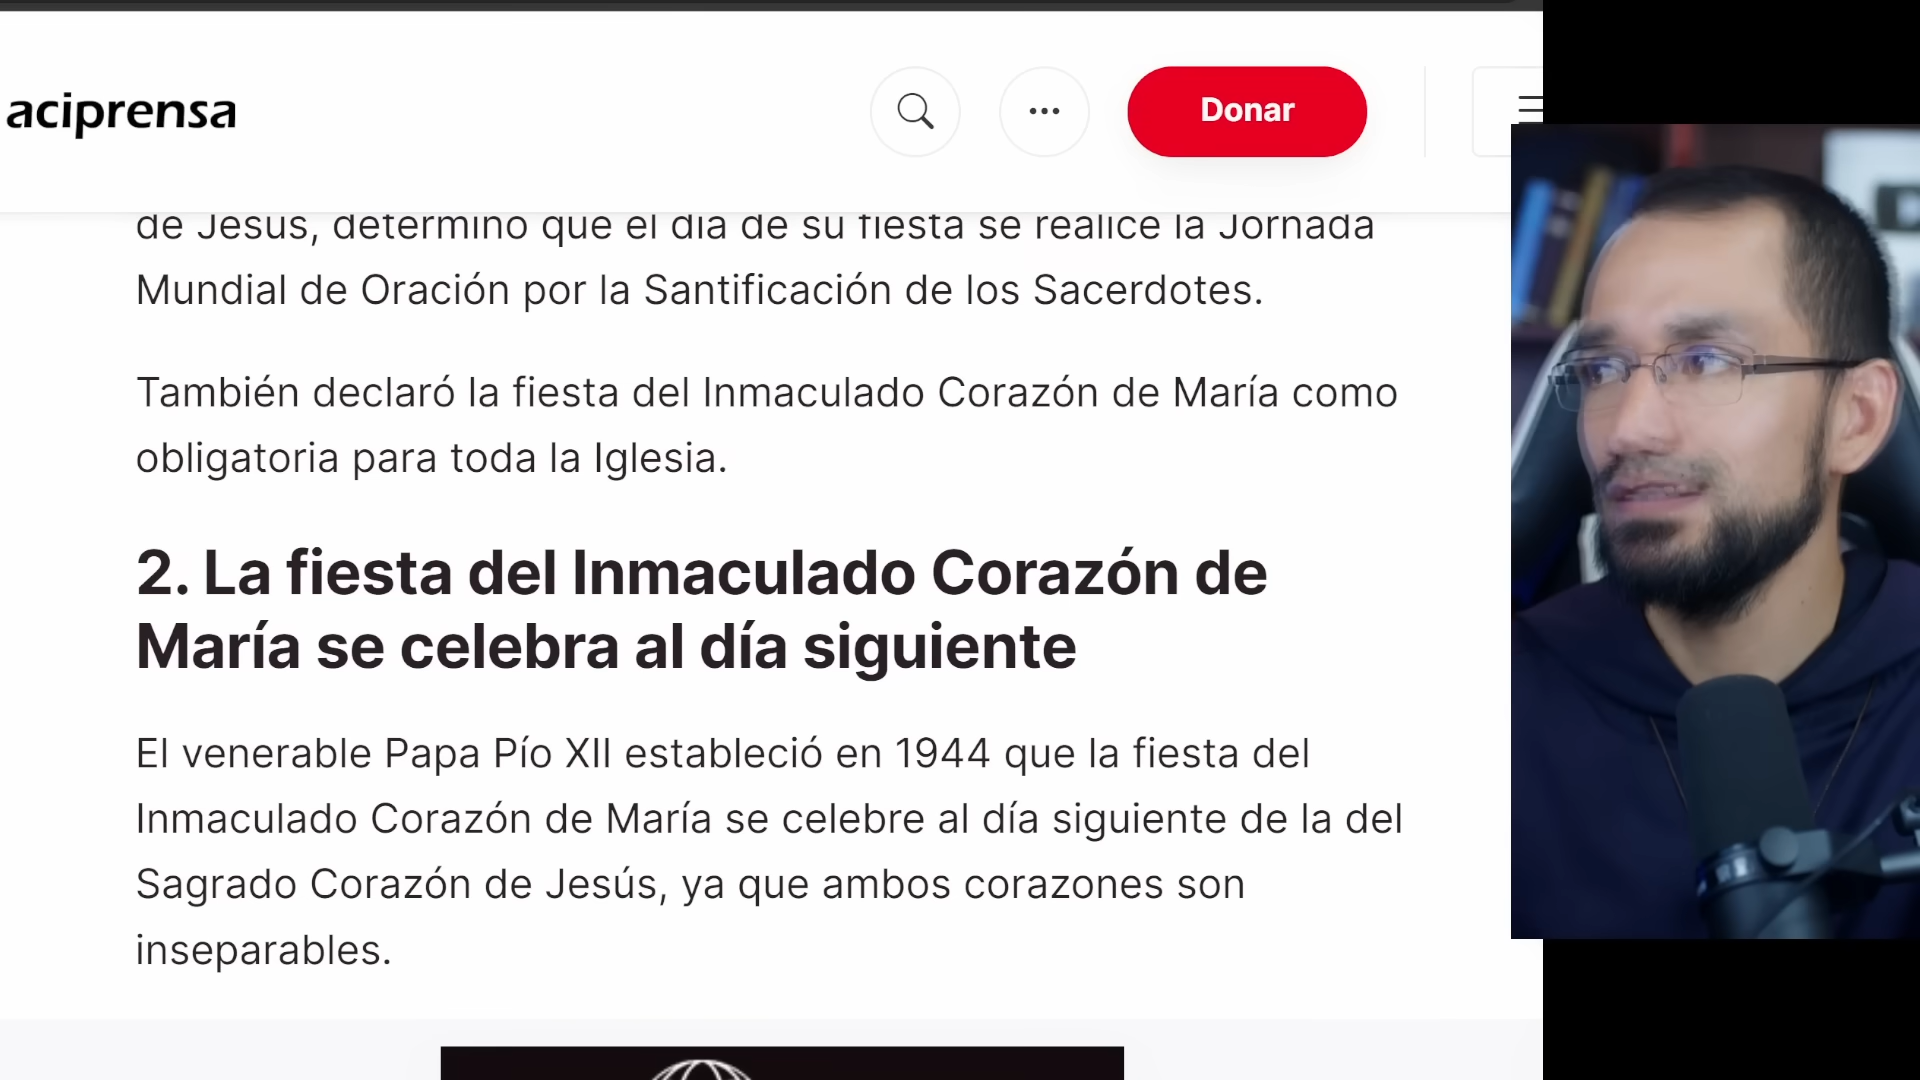 aciprensa
Donar
de Jesús, determinó que el día de su fiesta se realice la Jornada
Mundial de Oración por la Santificación de los Sacerdotes.
También declaró la fiesta del Inmaculado Corazón de María como
obligatoria para toda la Iglesia.
2. La fiesta del Inmaculado Corazón de
María se celebra al día siguiente
El venerable Papa Pío XII estableció en 1944 que la fiesta del
Inmaculado Corazón de María se celebre al día siguiente de la del
Sagrado Corazón de Jesús, ya que ambos corazones son
inseparables.